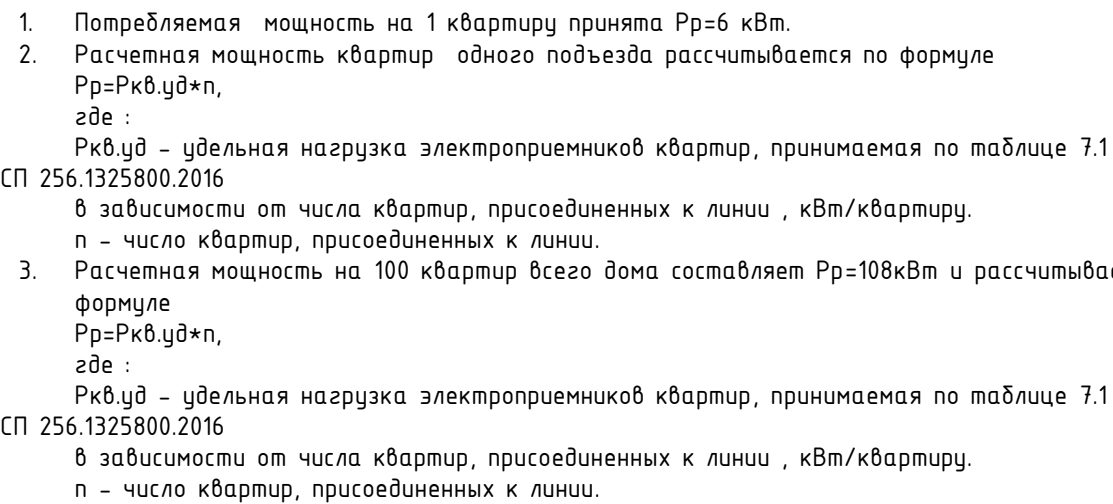 1. Потребляемая мощность на 1 квартиру принята Рр=6 кВт.
2. Расчетная мощность квартир одного подъезда рассчитывается по формуле
Рр=Ркв.уд*n,
где :
Ркв.уд – удельная нагрузка электроприемников квартир, принимаемая по таблице 7.1
СП 256.1325800.2016
в зависимости от числа квартир, присоединенных к линии , кВт/квартиру.
n – число квартир, присоединенных к линии.
3. Расчетная мощность на 100 квартир всего дома составляет Рр=108кВт и рассчитывае
формуле
Рр=Ркв.уд*n,
где :
Ркв.уд – удельная нагрузка электроприемников квартир, принимаемая по таблице 7.1
СП 256.1325800.2016
в зависимости от числа квартир, присоединенных к линии , кВт/квартиру.
n – число квартир, присоединенных к линии.